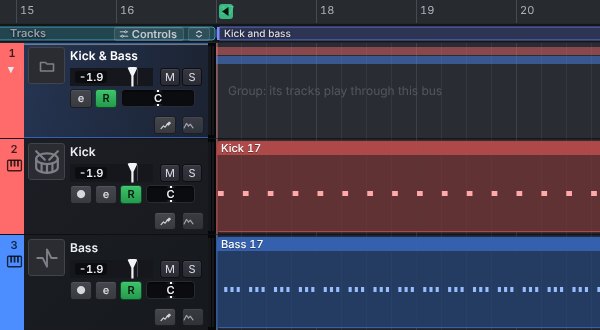 15
16
18
19
20
Tracks
Controls
Kick and bass
1
Kick & Bass
-1.9
M
S
e
R
C
Group: its tracks play through this bus
2
Kick
-1.9
M
S
e
R
C
Kick 17
3
Bass
-1.9
M
S
e
R
C
Bass 17